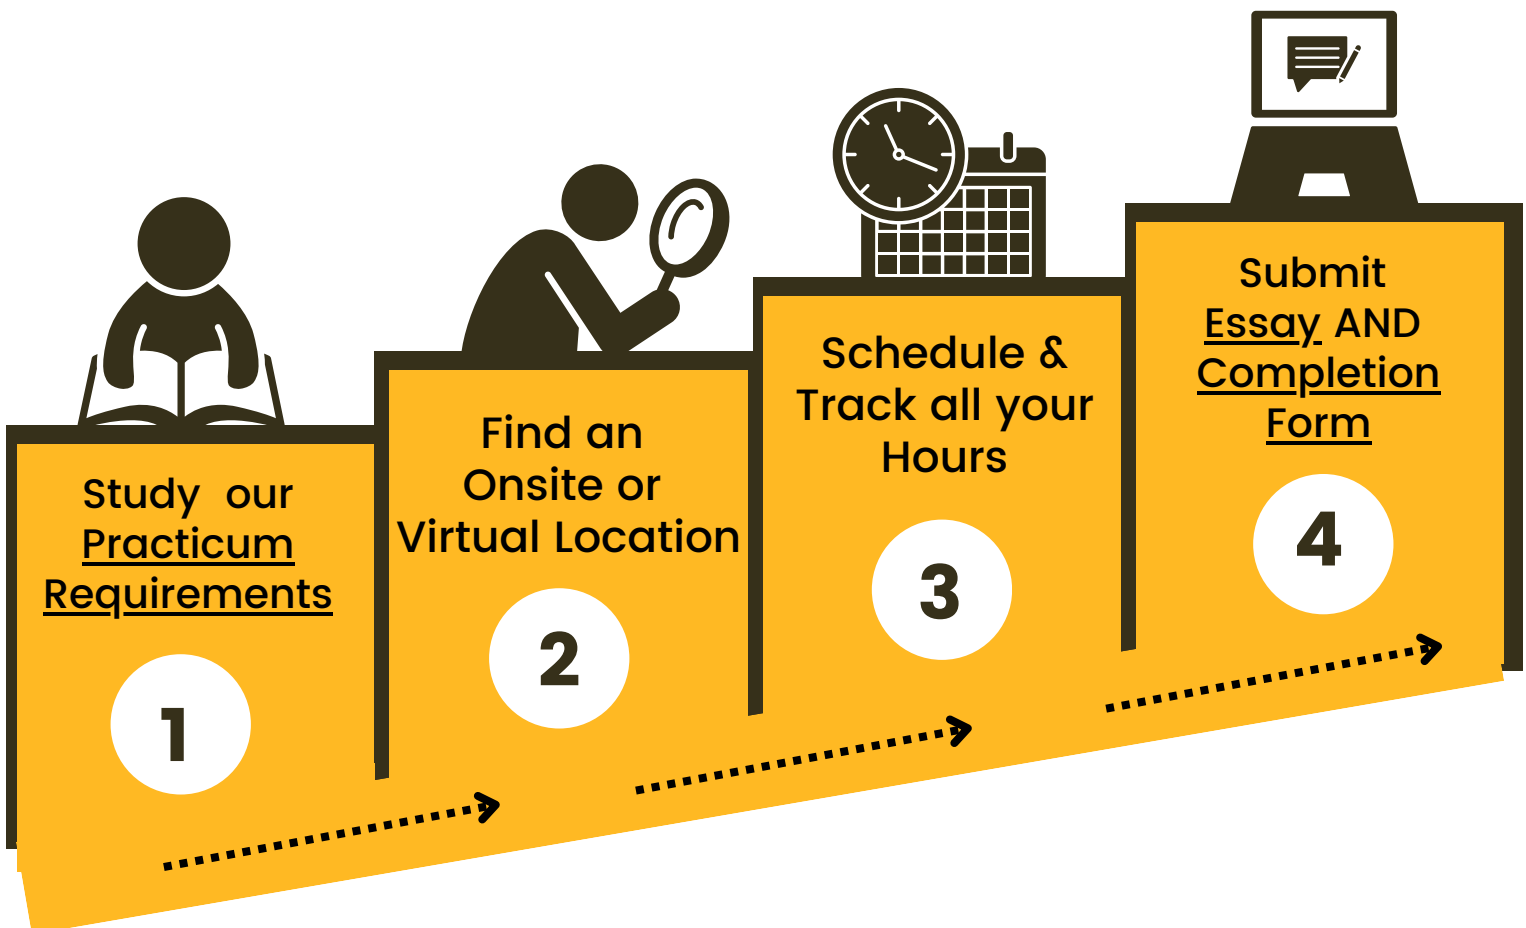 Study our
Practicum
Requirements
1
Find an
Onsite or
Virtual Location
2
Schedule &
Track all your
Hours
3
Submit
Essay AND
Completion
Form
4